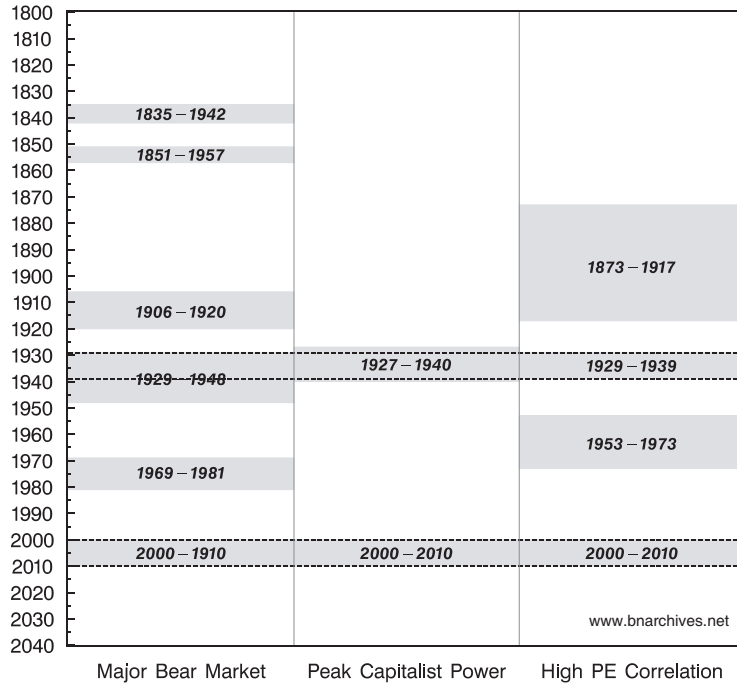 1800
1810
1820
1830
1840
1850
1860
1870
1880
1890
1900
1910
1920
1930
1940
1950
1960
1970
1980
1990
2000
2010
2020
2030
2040
1835 – 1942
1851 – 1957
1906 – 1920
1929 – 1948
1969 – 1981
2000 – 1910
1927 – 1940
2000 – 2010
1873 – 1917
1929 – 1939
1953 – 1973
2000 – 2010
www.bnarchives.net
Major Bear Market
Peak Capitalist Power
High PE Correlation